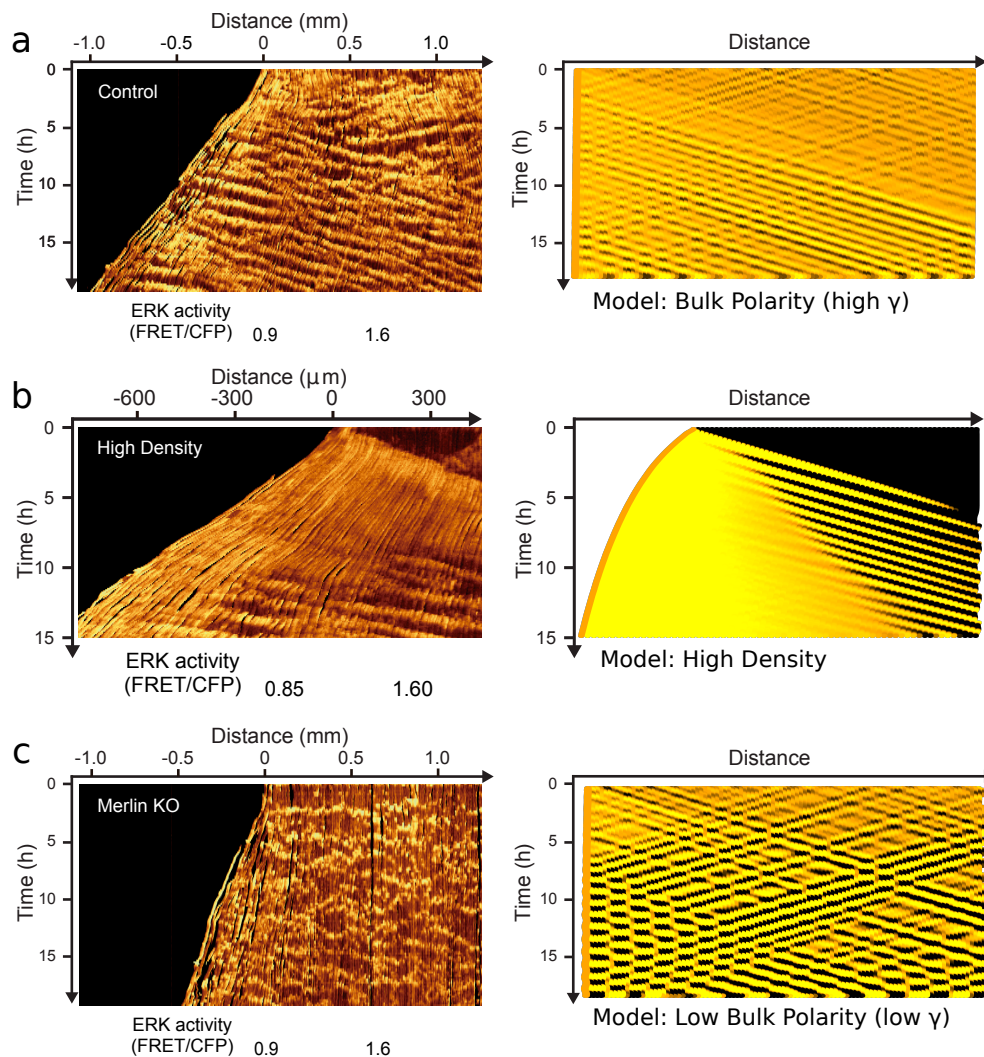 a
Distance (mm)
-1.0 -0.5 0 0.5 1.0
Time (h)
0
5
10
15
Control
ERK activity
(FRET/CFP) 0.9 1.6
Distance
Time (h)
0
5
10
15
Model: Bulk Polarity (high γ)
b
Distance (μm)
-600 -300 0 300
Time (h)
0
5
10
15
High Density
ERK activity
(FRET/CFP) 0.85 1.60
Distance
Time (h)
0
5
10
15
Model: High Density
c
Distance (mm)
-1.0 -0.5 0 0.5 1.0
Time (h)
0
5
10
15
Merlin KO
ERK activity
(FRET/CFP) 0.9 1.6
Distance
Time (h)
0
5
10
15
Model: Low Bulk Polarity (low γ)